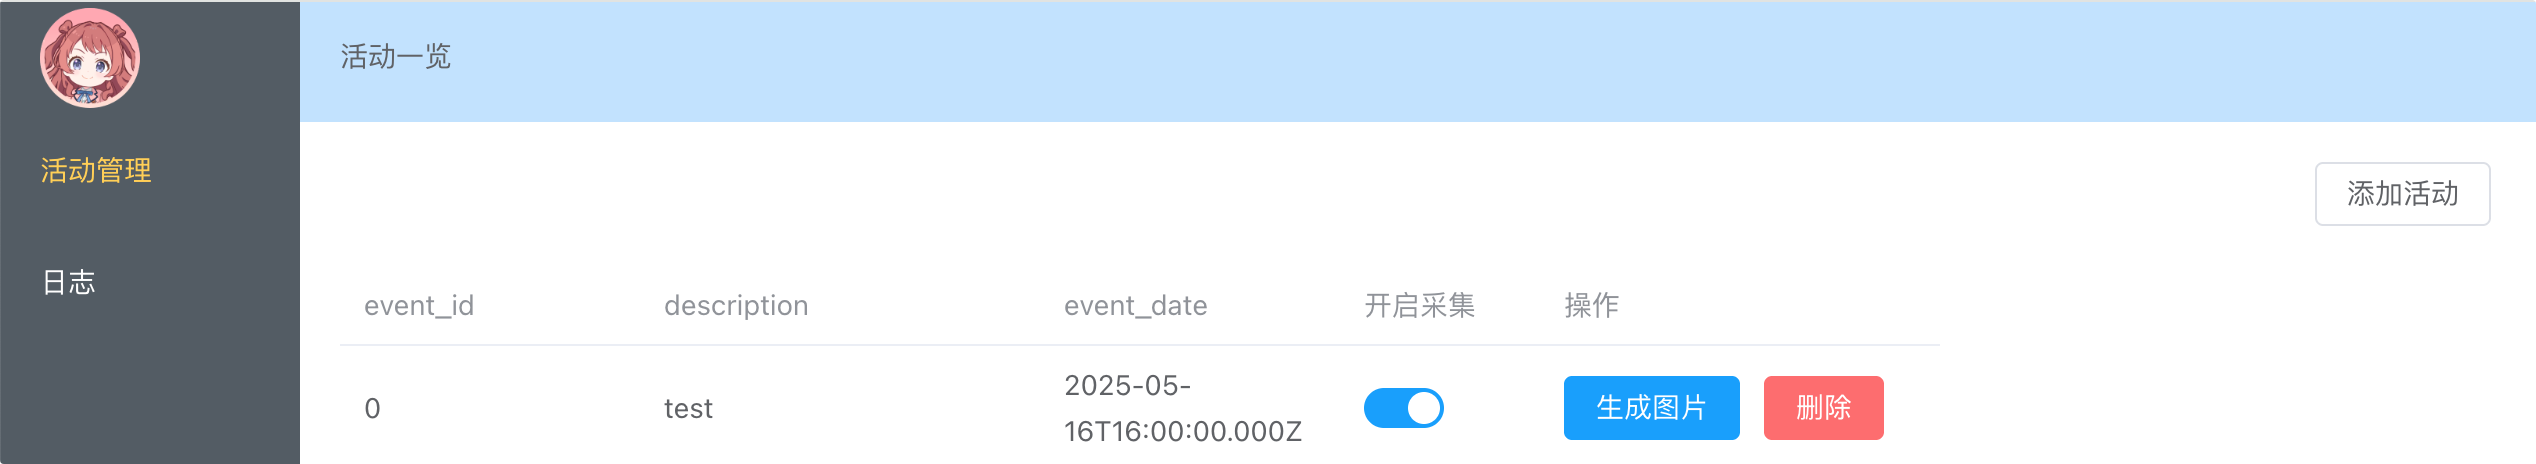 活动一览
活动管理
日志
添加活动
event_id description event_date 开启采集 操作
0 test 2025-05-
16T16:00:00.000Z 生成图片 删除